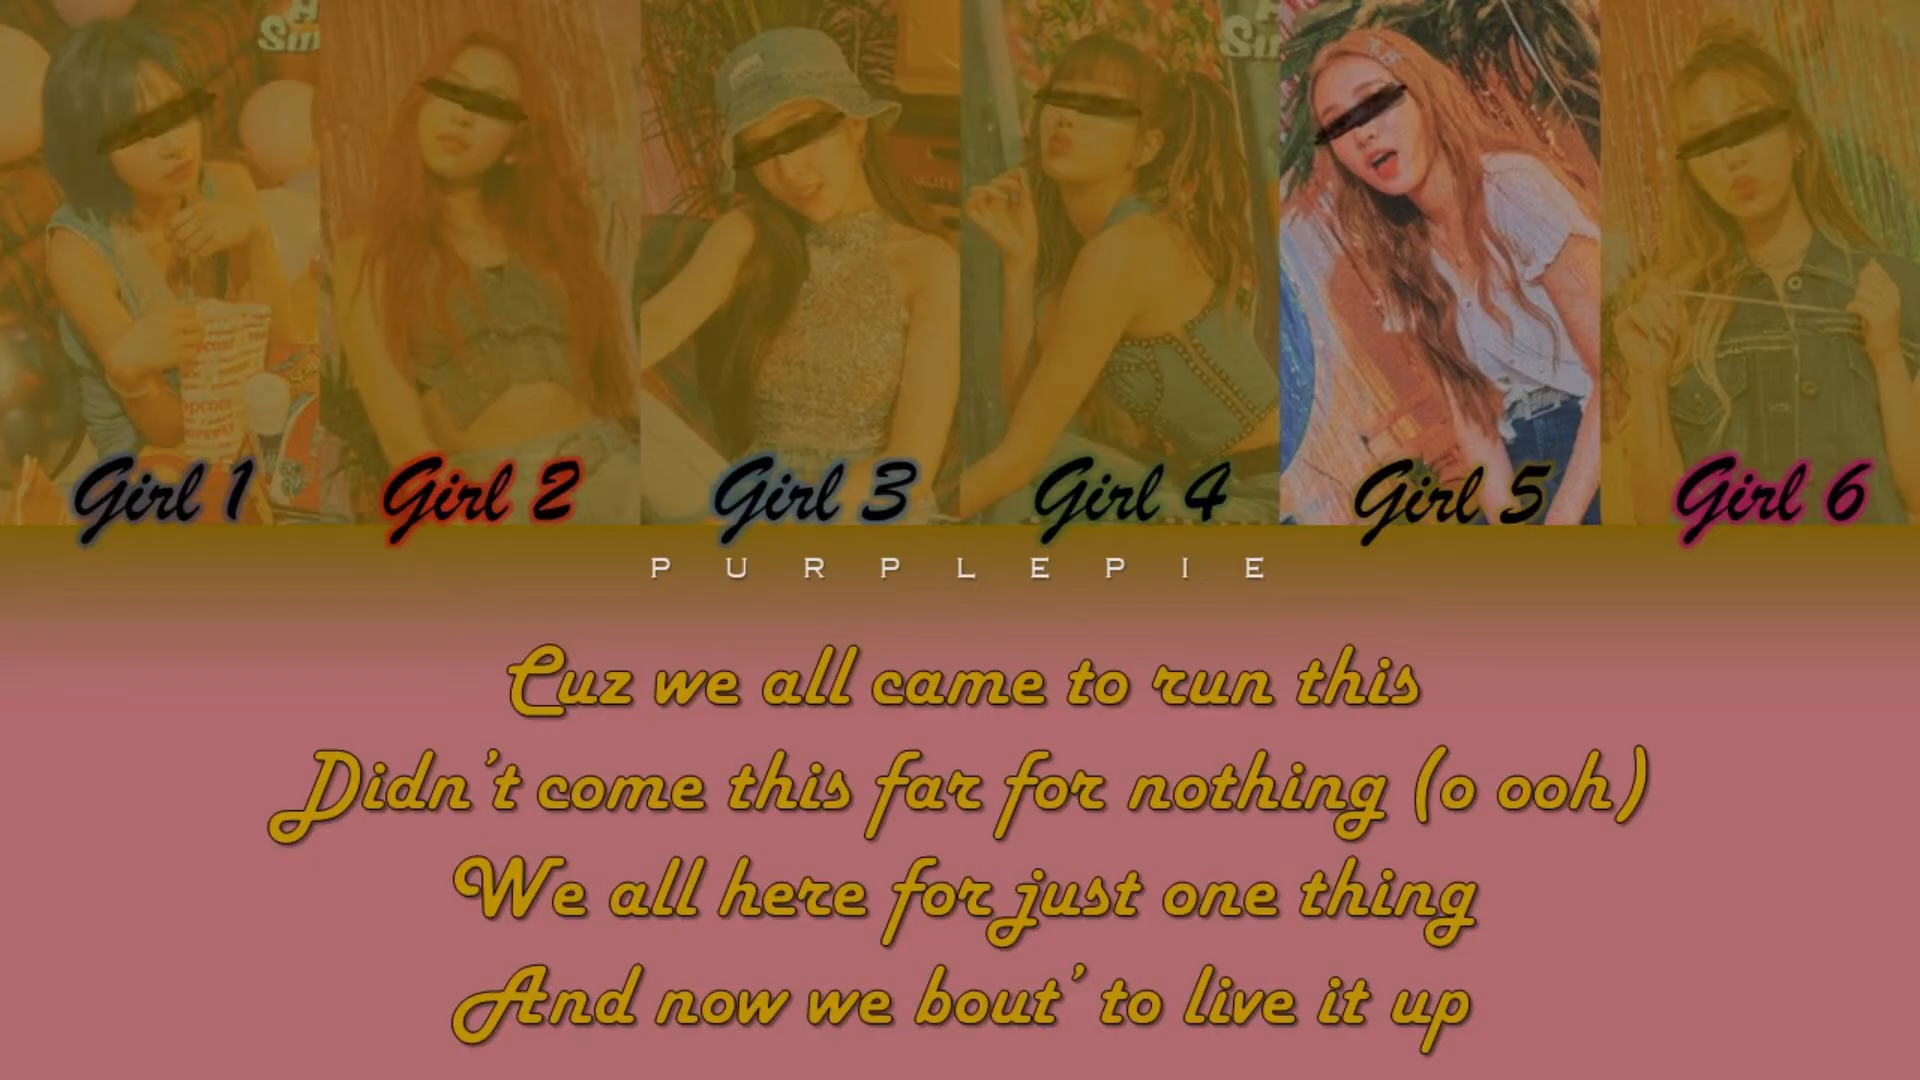 Girl 1 Girl 2 Girl 3 Girl 4 Girl 5 Girl 6
PURPLEPIE
Cuz we all came to run this
Didn't come this far for nothing (o ooh)
We all here for just one thing
And now we bout' to live it up